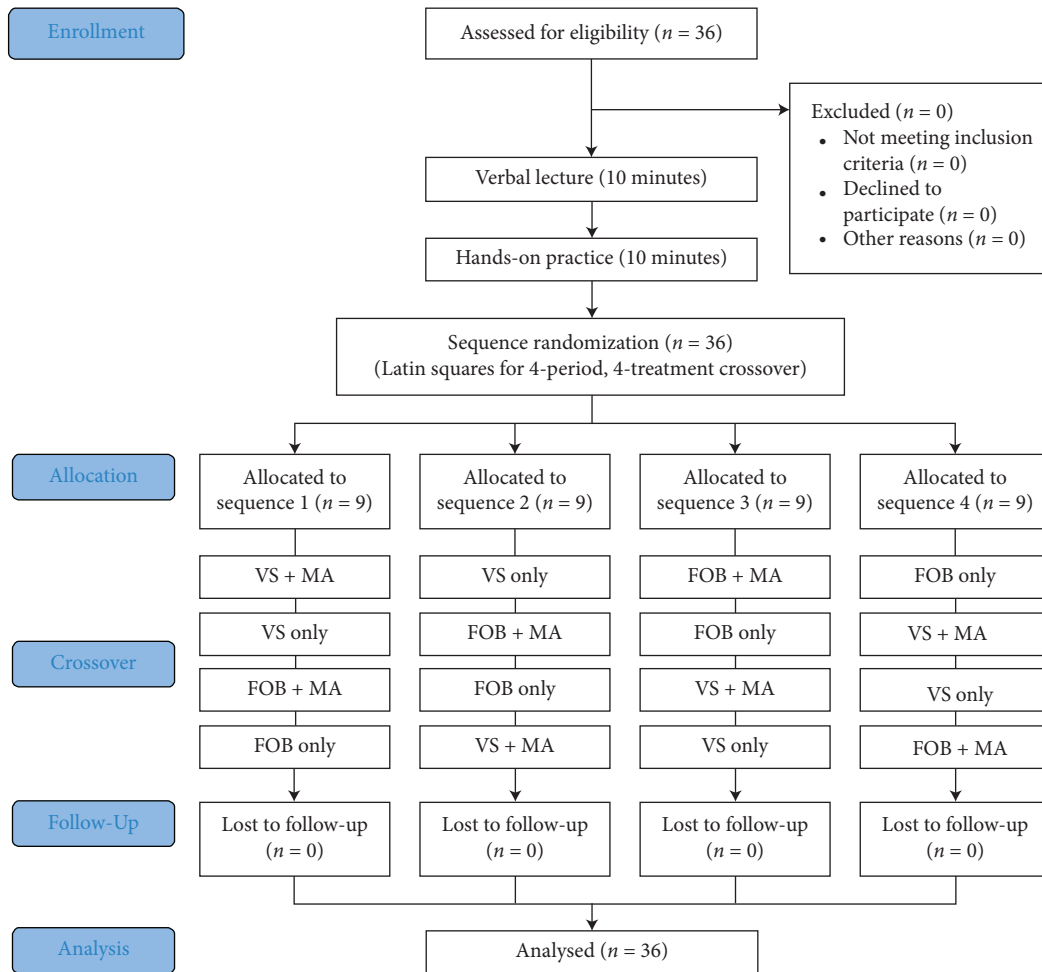 Enrollment
Assessed for eligibility (n = 36)
Excluded (n = 0)
• Not meeting inclusion
criteria (n = 0)
• Declined to
participate (n = 0)
• Other reasons (n = 0)
Verbal lecture (10 minutes)
Hands-on practice (10 minutes)
Sequence randomization (n = 36)
(Latin squares for 4-period, 4-treatment crossover)
Allocation
Allocated to
sequence 1 (n = 9)
Allocated to
sequence 2 (n = 9)
Allocated to
sequence 3 (n = 9)
Allocated to
sequence 4 (n = 9)
Crossover
VS + MA
VS only
FOB + MA
FOB only
VS only
FOB + MA
FOB only
VS + MA
FOB + MA
FOB only
VS + MA
VS only
FOB only
VS + MA
VS only
FOB + MA
Follow-Up
Lost to follow-up
(n = 0)
Lost to follow-up
(n = 0)
Lost to follow-up
(n = 0)
Lost to follow-up
(n = 0)
Analysis
Analysed (n = 36)